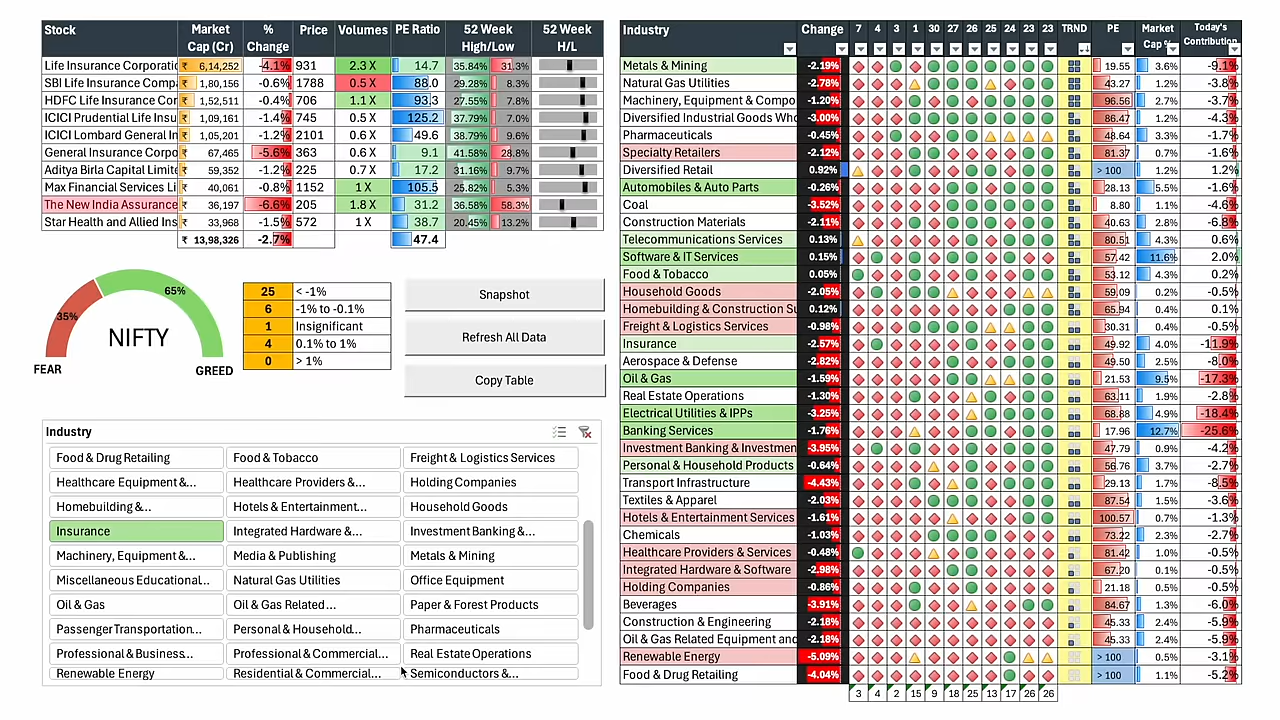 Stock Market Cap (Cr) % Change Price Volumes PE Ratio 52 Week High/Low 52 Week H/L
Life Insurance Corporatic ₹ 6,14,252 -4.1% 931 2.3 X 14.7 35.84% 31.3%
SBI Life Insurance Comp ₹ 1,80,156 -0.6% 1788 0.5 X 88.0 29.28% 8.3%
HDFC Life Insurance Cor ₹ 1,52,511 -0.4% 706 1.1 X 93.3 27.55% 7.8%
ICICI Prudential Life Insu ₹ 1,09,161 -1.4% 745 0.5 X 125.2 37.79% 7.0%
ICICI Lombard General In ₹ 1,05,201 -1.2% 2101 0.6 X 49.6 38.79% 9.6%
General Insurance Corpo ₹ 67,465 -5.6% 363 0.6 X 9.1 41.58% 28.8%
Aditya Birla Capital Limite ₹ 59,352 -1.2% 225 0.7 X 17.2 31.16% 9.7%
Max Financial Services Li ₹ 40,061 -0.8% 1152 1 X 105.5 25.82% 5.3%
The New India Assurance ₹ 36,197 -6.6% 205 1.8 X 31.2 36.58% 58.3%
Star Health and Allied Ins ₹ 33,968 -1.5% 572 1 X 38.7 20.45% 13.2%
₹ 13,98,326 -2.7% 47.4
35% 65%
NIFTY
FEAR GREED
25 < -1%
6 -1% to -0.1%
1 Insignificant
4 0.1% to 1%
0 > 1%
Snapshot
Refresh All Data
Copy Table
Industry
Food & Drug Retailing Food & Tobacco Freight & Logistics Services
Healthcare Equipment &... Healthcare Providers &... Holding Companies
Homebuilding &... Hotels & Entertainment... Household Goods
Insurance Integrated Hardware &... Investment Banking &...
Machinery, Equipment &... Media & Publishing Metals & Mining
Miscellaneous Educational... Natural Gas Utilities Office Equipment
Oil & Gas Oil & Gas Related... Paper & Forest Products
Passenger Transportation... Personal & Household... Pharmaceuticals
Professional & Business... Professional & Commercial... Real Estate Operations
Renewable Energy Residential & Commercial... Semiconductors &...
Industry Change 7 4 3 1 30 27 26 25 24 23 23 TRND PE Market Cap % Today's Contribution
Metals & Mining -2.19% 19.55 3.6% -9.1%
Natural Gas Utilities -2.78% 43.27 1.2% -3.8%
Machinery, Equipment & Compo -1.20% 96.56 2.7% -3.7%
Diversified Industrial Goods Who -3.00% 86.47 1.2% -4.3%
Pharmaceuticals -0.45% 48.64 3.3% -1.7%
Specialty Retailers -2.12% 81.37 0.7% -1.6%
Diversified Retail 0.92% > 100 1.2% 1.2%
Automobiles & Auto Parts -0.26% 28.13 5.5% -1.6%
Coal -3.52% 8.80 1.1% -4.6%
Construction Materials -2.11% 40.63 2.8% -6.8%
Telecommunications Services 0.13% 80.51 4.3% 0.6%
Software & IT Services 0.15% 57.42 11.6% 2.0%
Food & Tobacco 0.05% 53.12 4.3% 0.2%
Household Goods -2.05% 59.09 0.2% -0.5%
Homebuilding & Construction Su 0.12% 65.94 0.4% 0.1%
Freight & Logistics Services -0.98% 30.31 0.4% -0.5%
Insurance -2.57% 49.92 4.0% -11.9%
Aerospace & Defense -2.82% 49.50 2.5% -8.0%
Oil & Gas -1.59% 21.53 9.5% -17.3%
Real Estate Operations -1.30% 63.11 1.9% -2.8%
Electrical Utilities & IPPs -3.25% 68.88 4.9% -18.4%
Banking Services -1.76% 17.96 12.7% -25.6%
Investment Banking & Investmen -3.95% 47.79 0.9% -4.2%
Personal & Household Products -0.64% 56.76 3.7% -2.7%
Transport Infrastructure -4.43% 29.13 1.7% -8.5%
Textiles & Apparel -2.03% 87.54 1.5% -3.6%
Hotels & Entertainment Services -1.61% 100.57 0.7% -1.3%
Chemicals -1.03% 73.22 2.3% -2.7%
Healthcare Providers & Services -0.48% 81.42 1.0% -0.5%
Integrated Hardware & Software -2.98% 67.20 0.1% -0.5%
Holding Companies -0.86% 21.18 0.5% -0.5%
Beverages -3.91% 84.67 1.3% -6.0%
Construction & Engineering -2.18% 45.33 2.4% -5.9%
Oil & Gas Related Equipment and -2.18% 45.33 2.4% -5.9%
Renewable Energy -5.09% > 100 0.5% -3.1%
Food & Drug Retailing -4.04% > 100 1.1% -5.2%
3 4 2 15 9 18 25 13 17 26 26